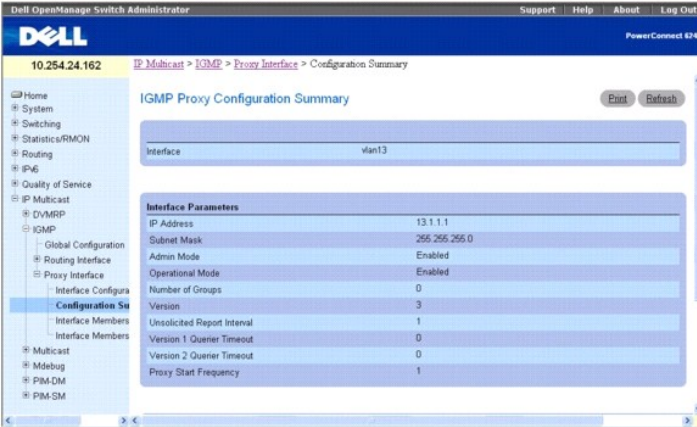 Dell OpenManage Switch Administrator
Support Help About Log Out
DELL
PowerConnect 624
10.254.24.162
IP Multicast > IGMP > Proxy Interface > Configuration Summary
Home
System
Switching
Statistics/RMON
Routing
IPv6
Quality of Service
IP Multicast
DVMRP
IGMP
Global Configuration
Routing Interface
Proxy Interface
Interface Configura
Configuration Su
Interface Members
Interface Members
Multicast
Mdebug
PIM-DM
PIM-SM
IGMP Proxy Configuration Summary
Print Refresh
Interface vlan13
Interface Parameters
IP Address 13.1.1.1
Subnet Mask 255.255.255.0
Admin Mode Enabled
Operational Mode Enabled
Number of Groups 0
Version 3
Unsolicited Report Interval 1
Version 1 Querier Timeout 0
Version 2 Querier Timeout 0
Proxy Start Frequency 1